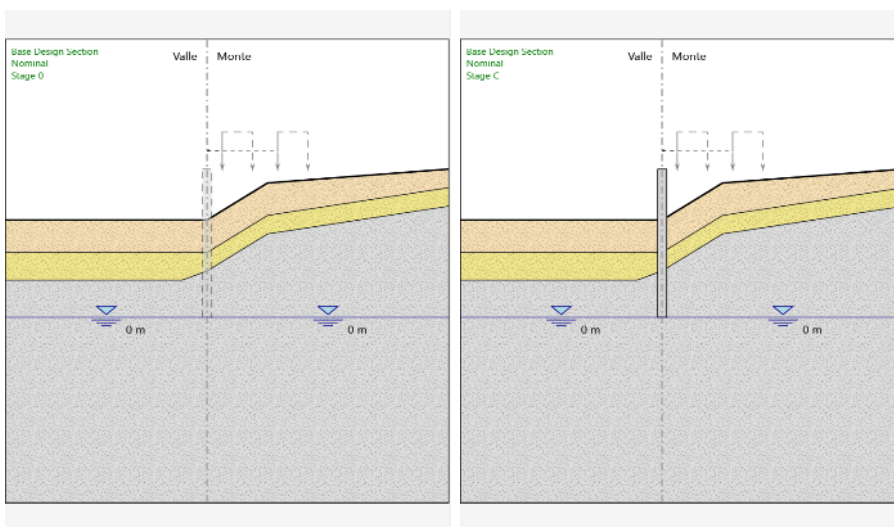 Base Design Section
Nominal
Stage 0
Valle
Monte
0 m
0 m
Base Design Section
Nominal
Stage C
Valle
Monte
0 m
0 m